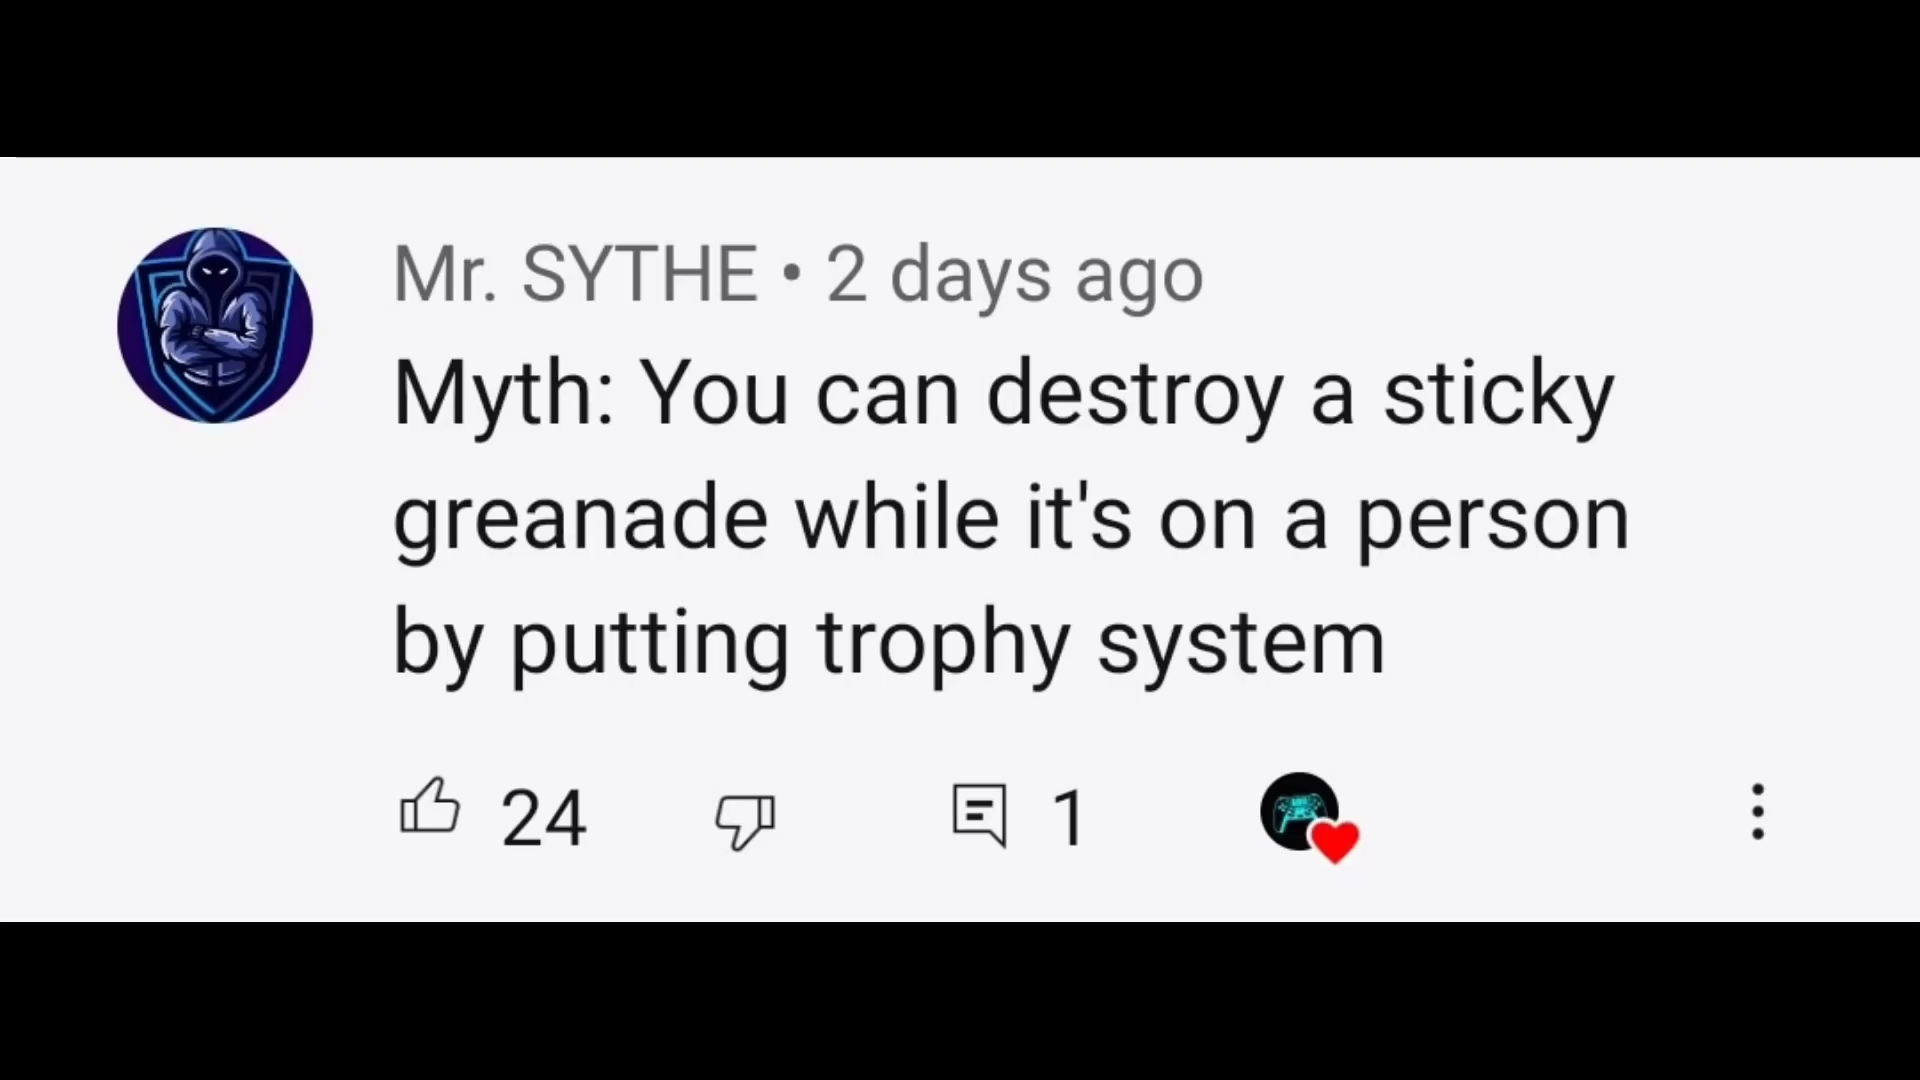 Mr. SYTHE • 2 days ago
Myth: You can destroy a sticky
greanade while it's on a person
by putting trophy system
24 1